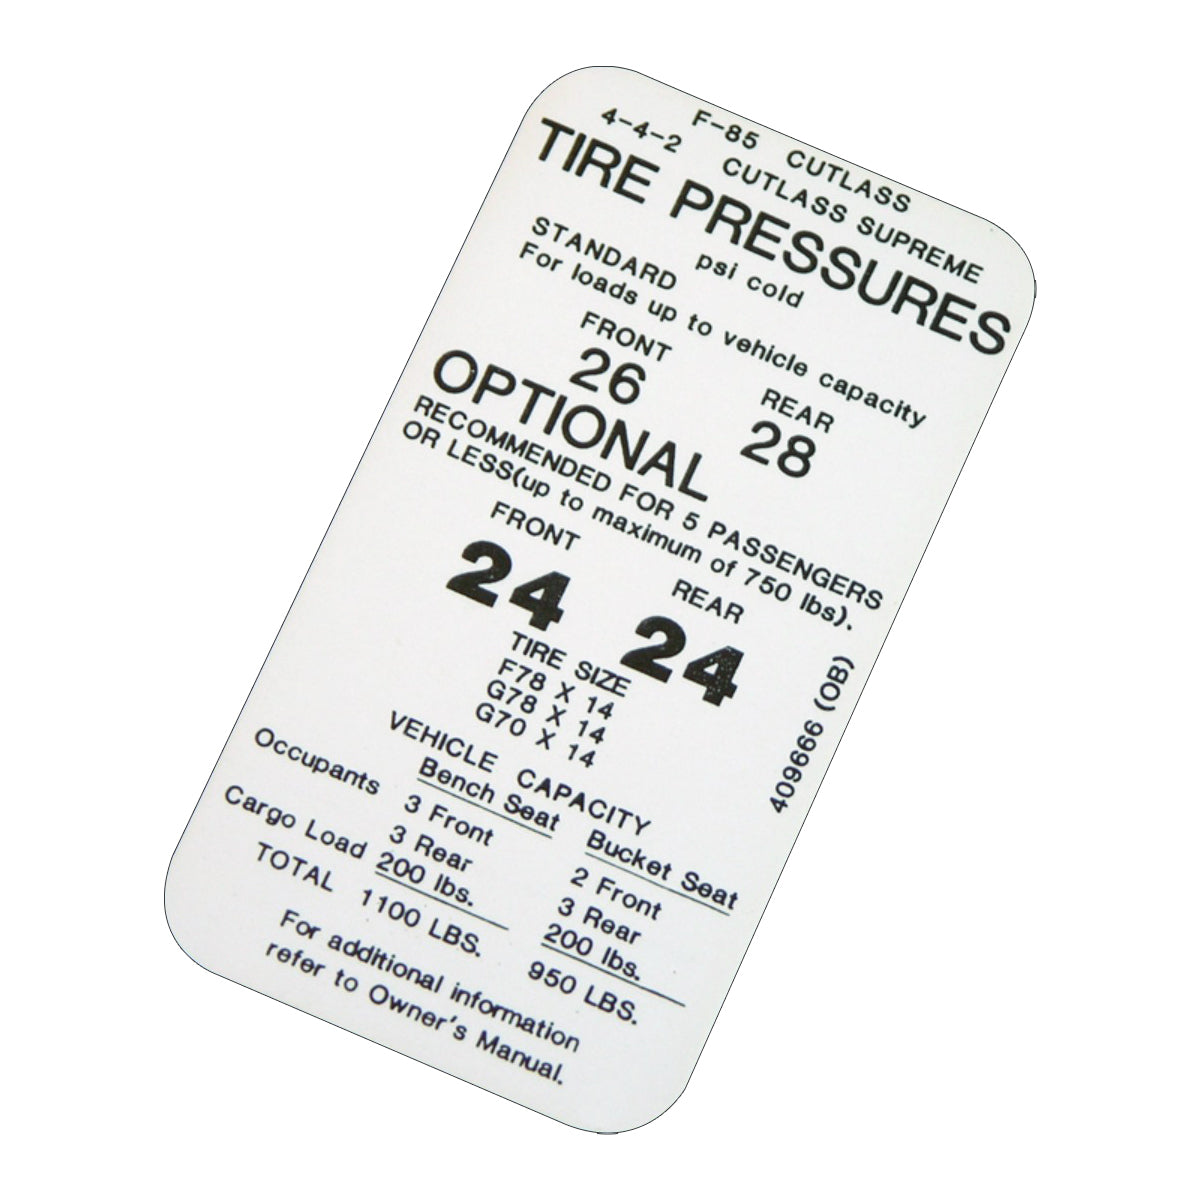 F-85 CUTLASS
4-4-2 CUTLASS SUPREME
TIRE PRESSURES
psi cold
STANDARD
For loads up to vehicle capacity
FRONT REAR
26 28
OPTIONAL
RECOMMENDED FOR 5 PASSENGERS
OR LESS(up to maximum of 750 lbs).
FRONT REAR
24 24
TIRE SIZE
F78 X 14
G78 X 14
G70 X 14
409666 (OB)
VEHICLE CAPACITY
Bench Seat Bucket Seat
Occupants 3 Front 2 Front
3 Rear 3 Rear
Cargo Load 200 lbs. 200 lbs.
TOTAL 1100 LBS. 950 LBS.
For additional information
refer to Owner's Manual.